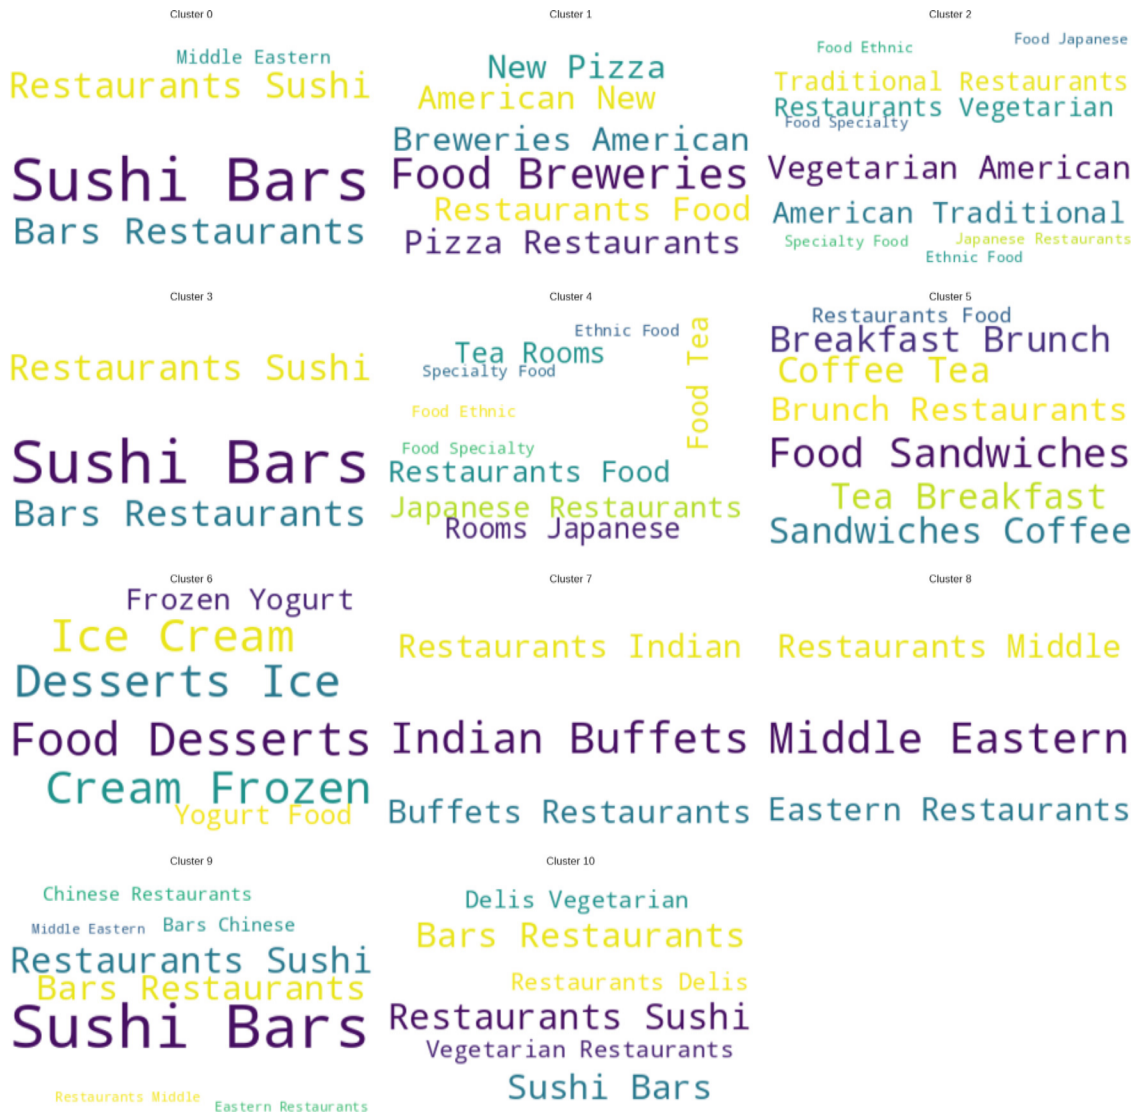 Cluster 0
Middle Eastern
Restaurants Sushi
Sushi Bars
Bars Restaurants
Cluster 1
New Pizza
American New
Breweries American
Food Breweries
Restaurants Food
Pizza Restaurants
Cluster 2
Food Japanese
Food Ethnic
Traditional Restaurants
Restaurants Vegetarian
Food Specialty
Vegetarian American
American Traditional
Specialty Food
Japanese Restaurants
Ethnic Food
Cluster 3
Restaurants Sushi
Sushi Bars
Bars Restaurants
Cluster 4
Ethnic Food
Tea Rooms
Specialty Food
Food Tea
Food Ethnic
Food Specialty
Restaurants Food
Japanese Restaurants
Rooms Japanese
Cluster 5
Restaurants Food
Breakfast Brunch
Coffee Tea
Brunch Restaurants
Food Sandwiches
Tea Breakfast
Sandwiches Coffee
Cluster 6
Frozen Yogurt
Ice Cream
Desserts Ice
Food Desserts
Cream Frozen
Yogurt Food
Cluster 7
Restaurants Indian
Indian Buffets
Buffets Restaurants
Cluster 8
Restaurants Middle
Middle Eastern
Eastern Restaurants
Cluster 9
Chinese Restaurants
Middle Eastern
Bars Chinese
Restaurants Sushi
Bars Restaurants
Sushi Bars
Restaurants Middle
Eastern Restaurants
Cluster 10
Delis Vegetarian
Bars Restaurants
Restaurants Delis
Restaurants Sushi
Vegetarian Restaurants
Sushi Bars